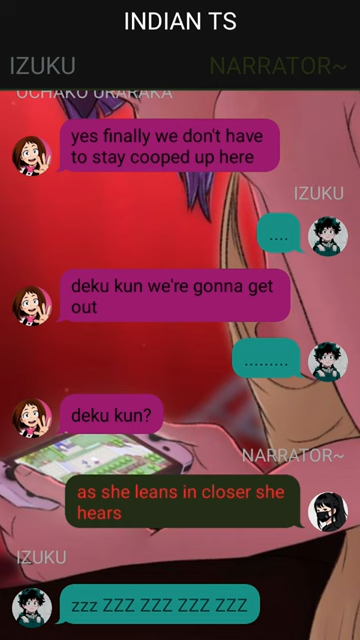 INDIAN TS
IZUKU
NARRATOR~
OCHAKO URARAKA
yes finally we don't have
to stay cooped up here
IZUKU
....
deku kun we're gonna get
out
.........
deku kun?
NARRATOR~
as she leans in closer she
hears
IZUKU
zzz ZZZ ZZZ ZZZ ZZZ